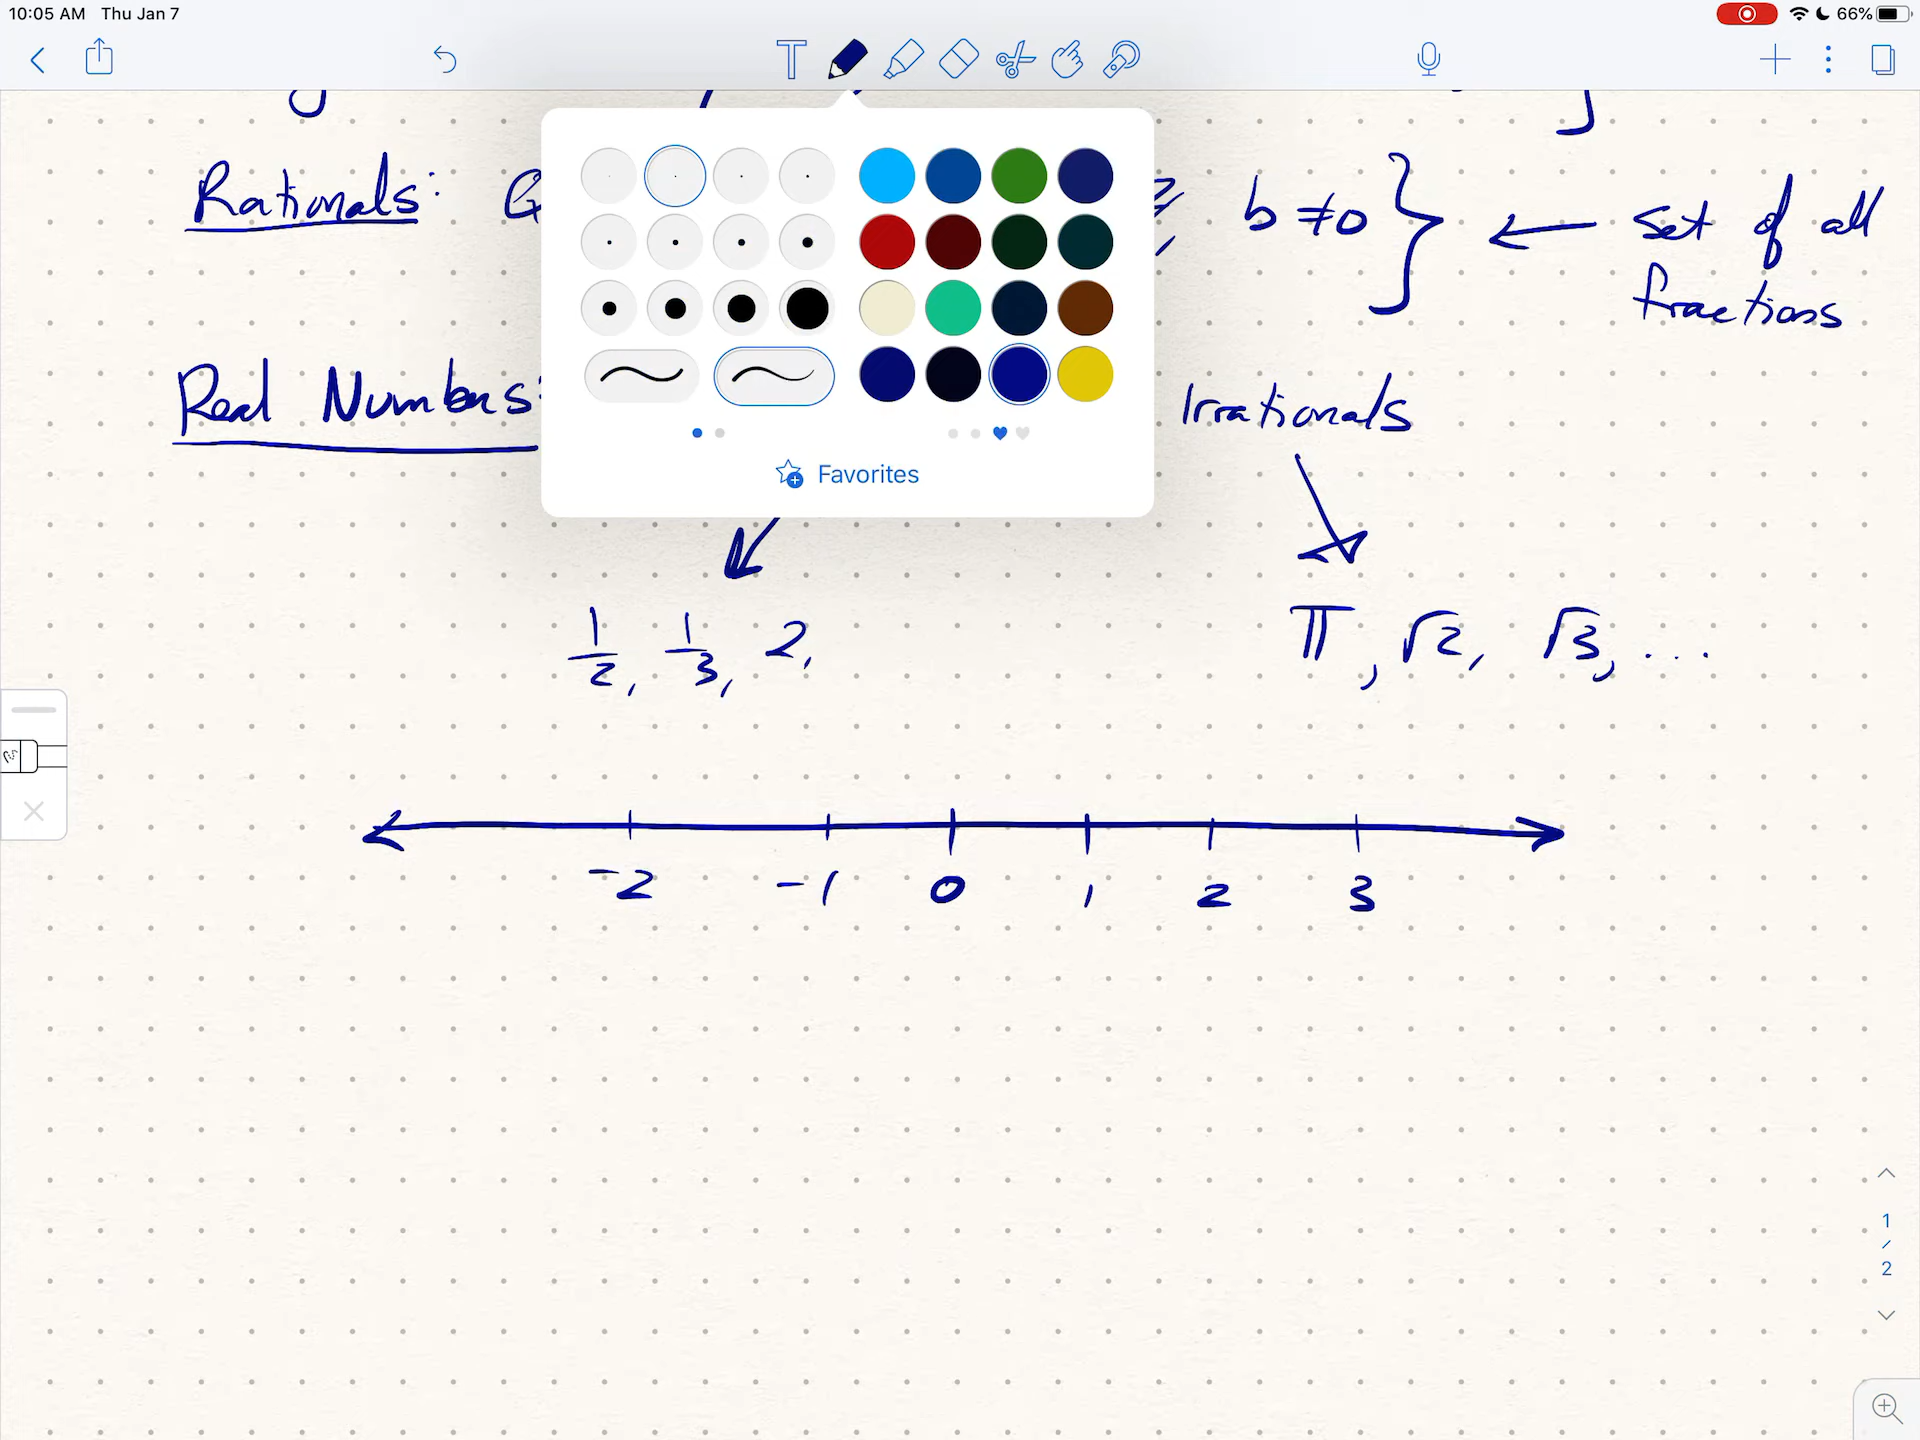 10:05 AM Thu Jan 7
66%
T
Rationals: Q
b ≠ 0 } ← set of all
fractions
Real Numbers:
Irrationals
Favorites
1/2, 1/3, 2,
π, √2, √3, ...
-2 -1 0 1 2 3
1
/
2